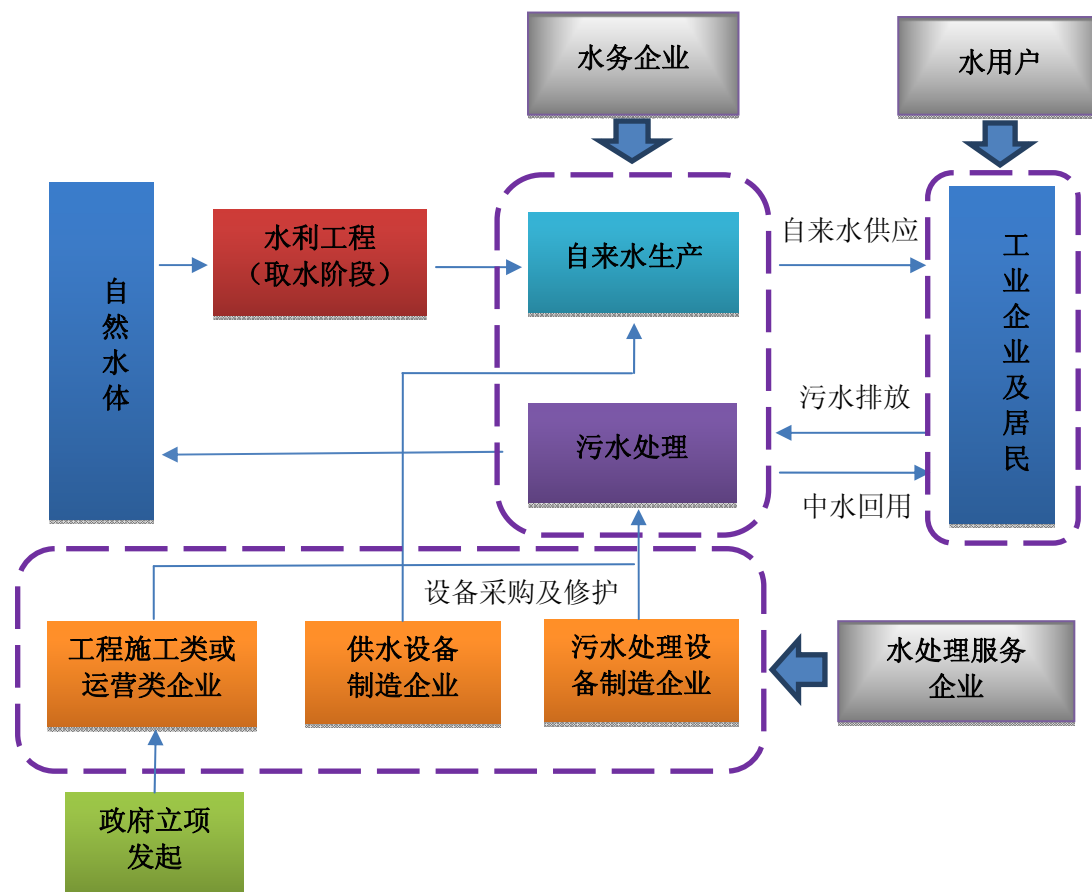 水务企业
水用户
自来水供应
水利工程
（取水阶段）
自来水生产
自然水体
工业企业及居民
污水排放
污水处理
中水回用
设备采购及修护
工程施工类或
运营类企业
供水设备
制造企业
污水处理设
备制造企业
水处理服务
企业
政府立项
发起